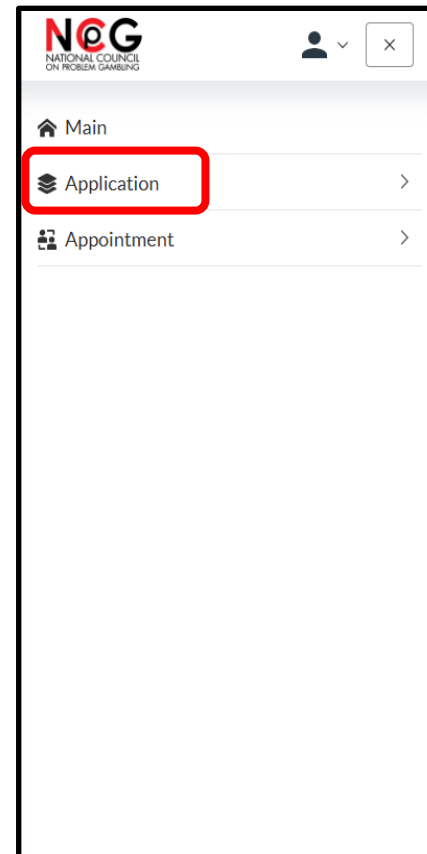 NCPG
NATIONAL COUNCIL
ON PROBLEM GAMBLING
Main
Application
Appointment